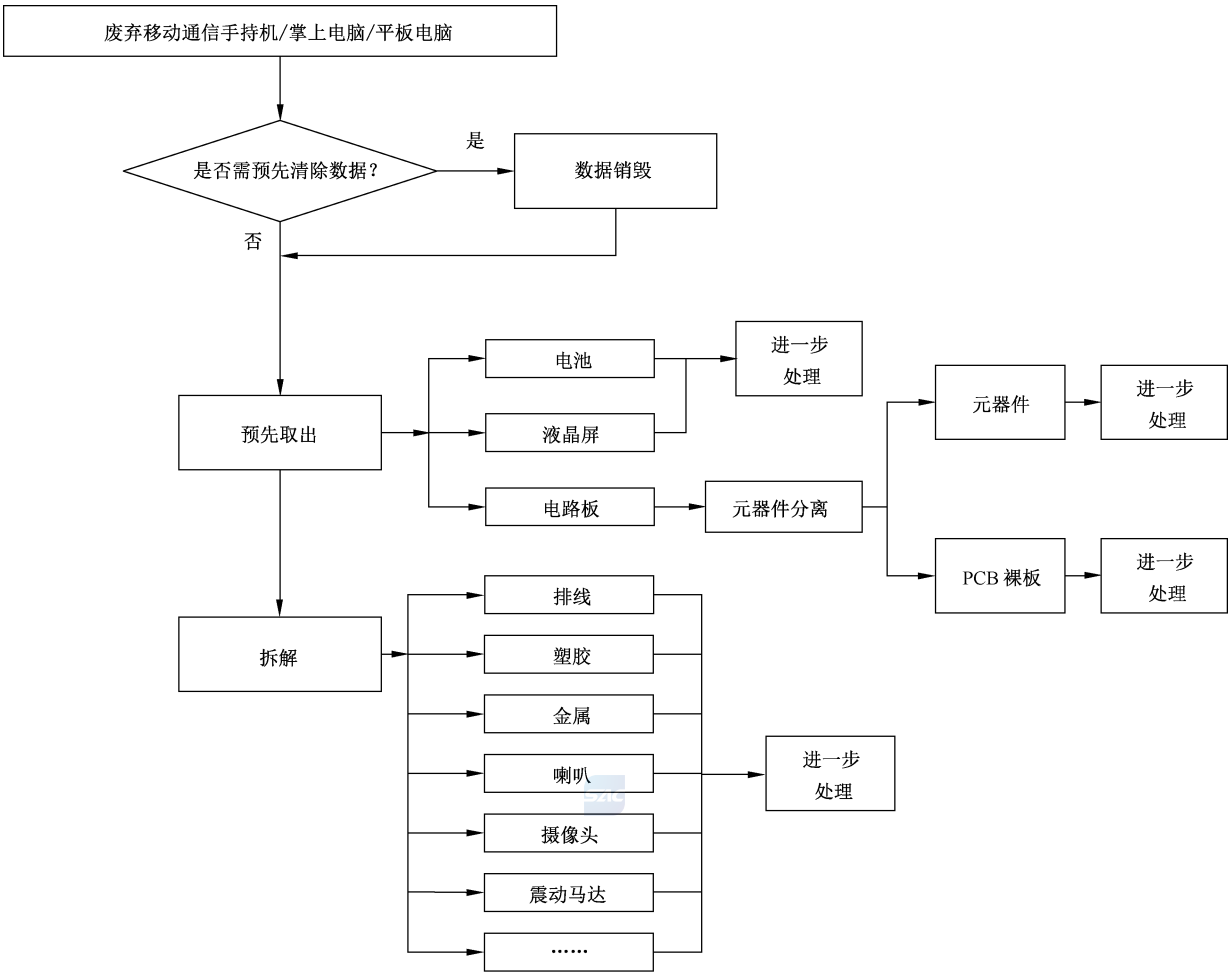 废弃移动通信手持机/掌上电脑/平板电脑
是否需预先清除数据?
是
数据销毁
否
预先取出
电池
液晶屏
电路板
进一步
处理
元器件分离
元器件
进一步
处理
PCB 裸板
进一步
处理
拆解
排线
塑胶
金属
喇叭
摄像头
震动马达
……
进一步
处理